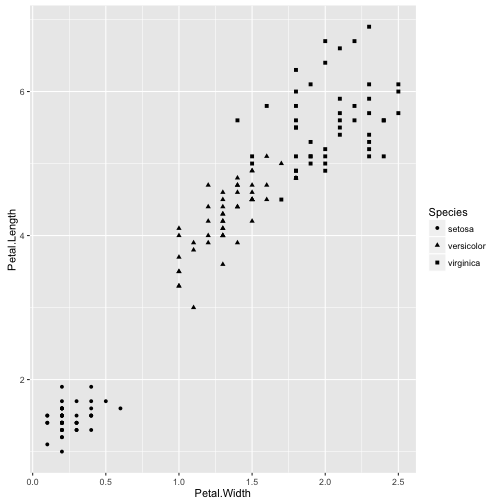 6
4
2
Petal.Length
0.0 0.5 1.0 1.5 2.0 2.5
Petal.Width
Species
setosa
versicolor
virginica